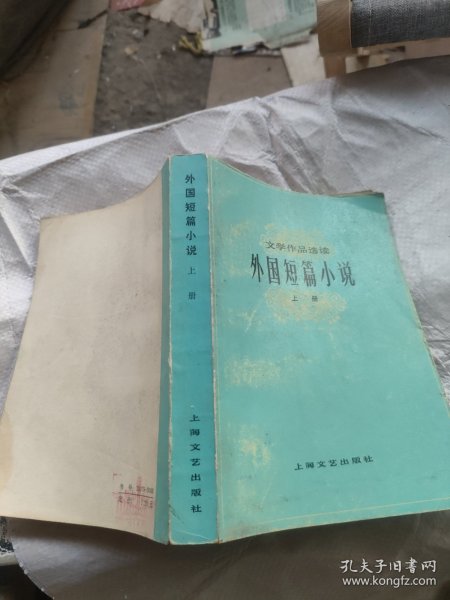 文学作品选读
外国短篇小说
上册
上海文艺出版社
外国短篇小说 上册
上海文艺出版社
书号
孔夫子旧书网
www.kongfz.com